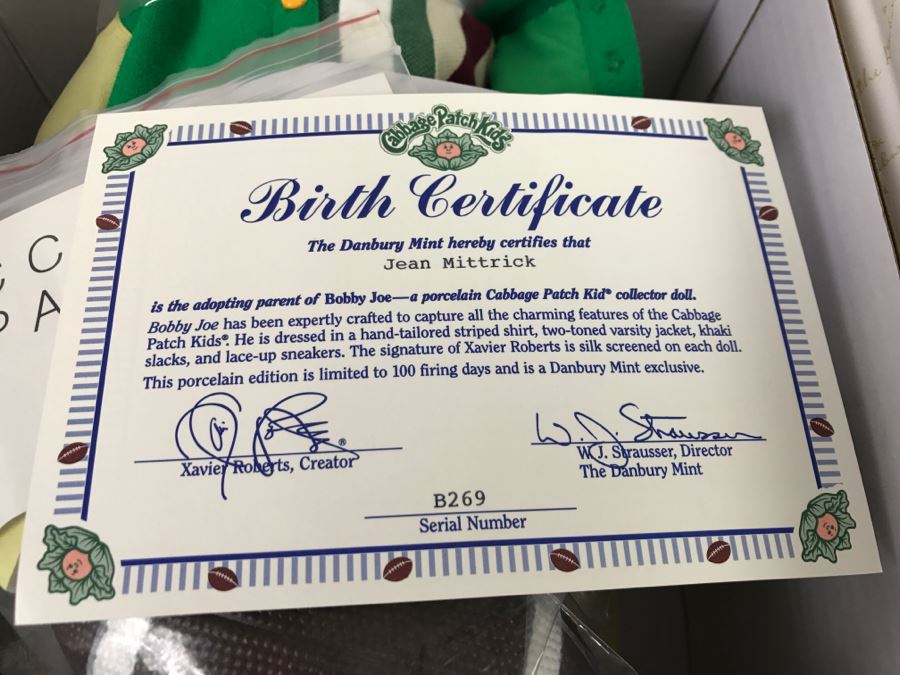 Cabbage Patch Kids®
Birth Certificate
The Danbury Mint hereby certifies that
Jean Mittrick
is the adopting parent of Bobby Joe—a porcelain Cabbage Patch Kid® collector doll.
Bobby Joe has been expertly crafted to capture all the charming features of the Cabbage
Patch Kids®. He is dressed in a hand-tailored striped shirt, two-toned varsity jacket, khaki
slacks, and lace-up sneakers. The signature of Xavier Roberts is silk screened on each doll.
This porcelain edition is limited to 100 firing days and is a Danbury Mint exclusive.
®
W. J. Strausser
Xavier Roberts, Creator
W. J. Strausser, Director
The Danbury Mint
B269
Serial Number
CC
PA